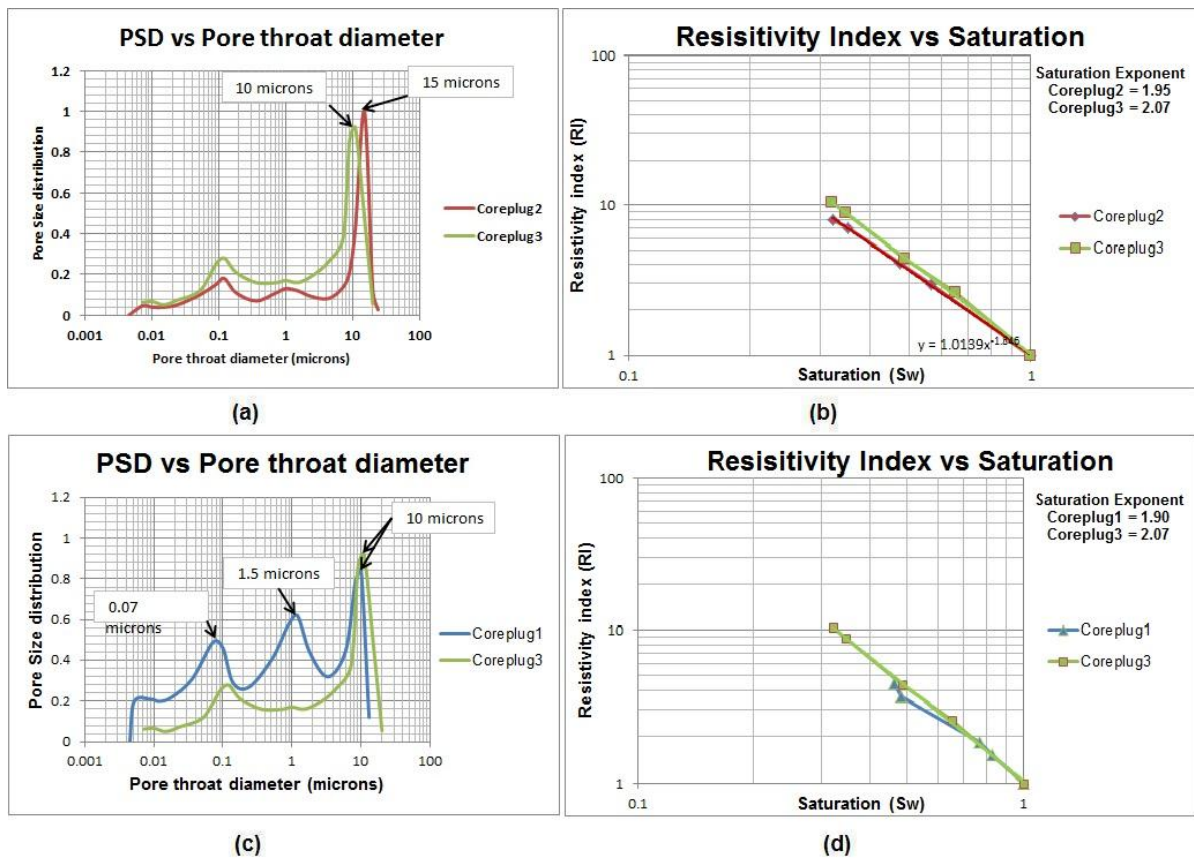 PSD vs Pore throat diameter
1.2
1
0.8
0.6
0.4
0.2
0
Pore Size distribution
10 microns
15 microns
Coreplug2
Coreplug3
0.001
0.01
0.1
1
10
100
Pore throat diameter (microns)
(a)
Resisitivity Index vs Saturation
100
10
1
Resistivity index (RI)
Saturation Exponent
Coreplug2 = 1.95
Coreplug3 = 2.07
Coreplug2
Coreplug3
y = 1.0139x
0.1
1
Saturation (Sw)
(b)
PSD vs Pore throat diameter
1.2
1
0.8
0.6
0.4
0.2
0
Pore Size distribution
0.07
microns
1.5 microns
10 microns
Coreplug1
Coreplug3
0.001
0.01
0.1
1
10
100
Pore throat diameter (microns)
(c)
Resisitivity Index vs Saturation
100
10
1
Resistivity index (RI)
Saturation Exponent
Coreplug1 = 1.90
Coreplug3 = 2.07
Coreplug1
Coreplug3
0.1
1
Saturation (Sw)
(d)